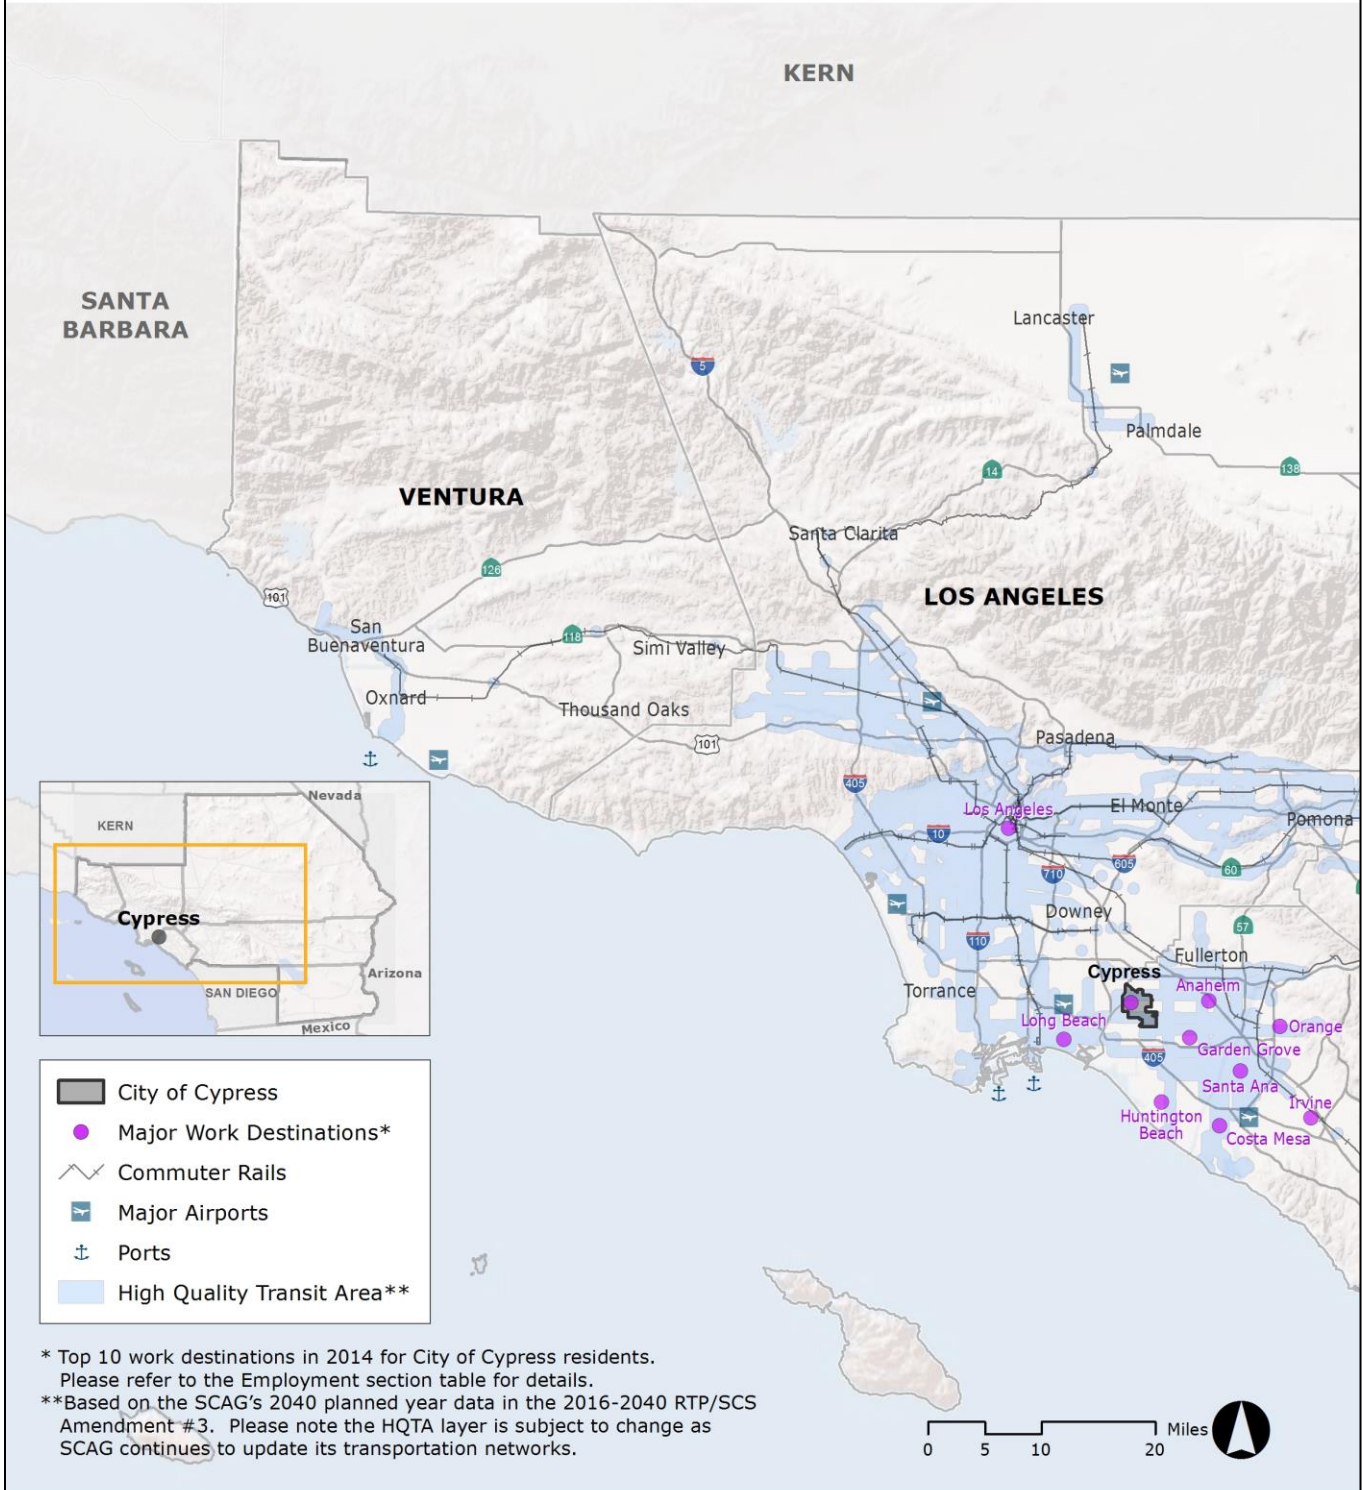 KERN
SANTA
BARBARA
Lancaster
5
Palmdale
14
138
VENTURA
Santa Clarita
126
LOS ANGELES
101
San
Buenaventura
118
Simi Valley
Oxnard
Thousand Oaks
101
Pasadena
405
Los Angeles
El Monte
Pomona
10
605
710
60
Downey
57
110
Fullerton
Cypress
Torrance
Anaheim
Long Beach
Orange
Garden Grove
405
Santa Ana
Huntington
Beach
Irvine
Costa Mesa
Nevada
KERN
Cypress
Arizona
SAN DIEGO
Mexico
City of Cypress
Major Work Destinations*
Commuter Rails
Major Airports
Ports
High Quality Transit Area**
* Top 10 work destinations in 2014 for City of Cypress residents.
Please refer to the Employment section table for details.
**Based on the SCAG’s 2040 planned year data in the 2016-2040 RTP/SCS
Amendment #3.  Please note the HQTA layer is subject to change as
SCAG continues to update its transportation networks.
Miles
0 5 10 20